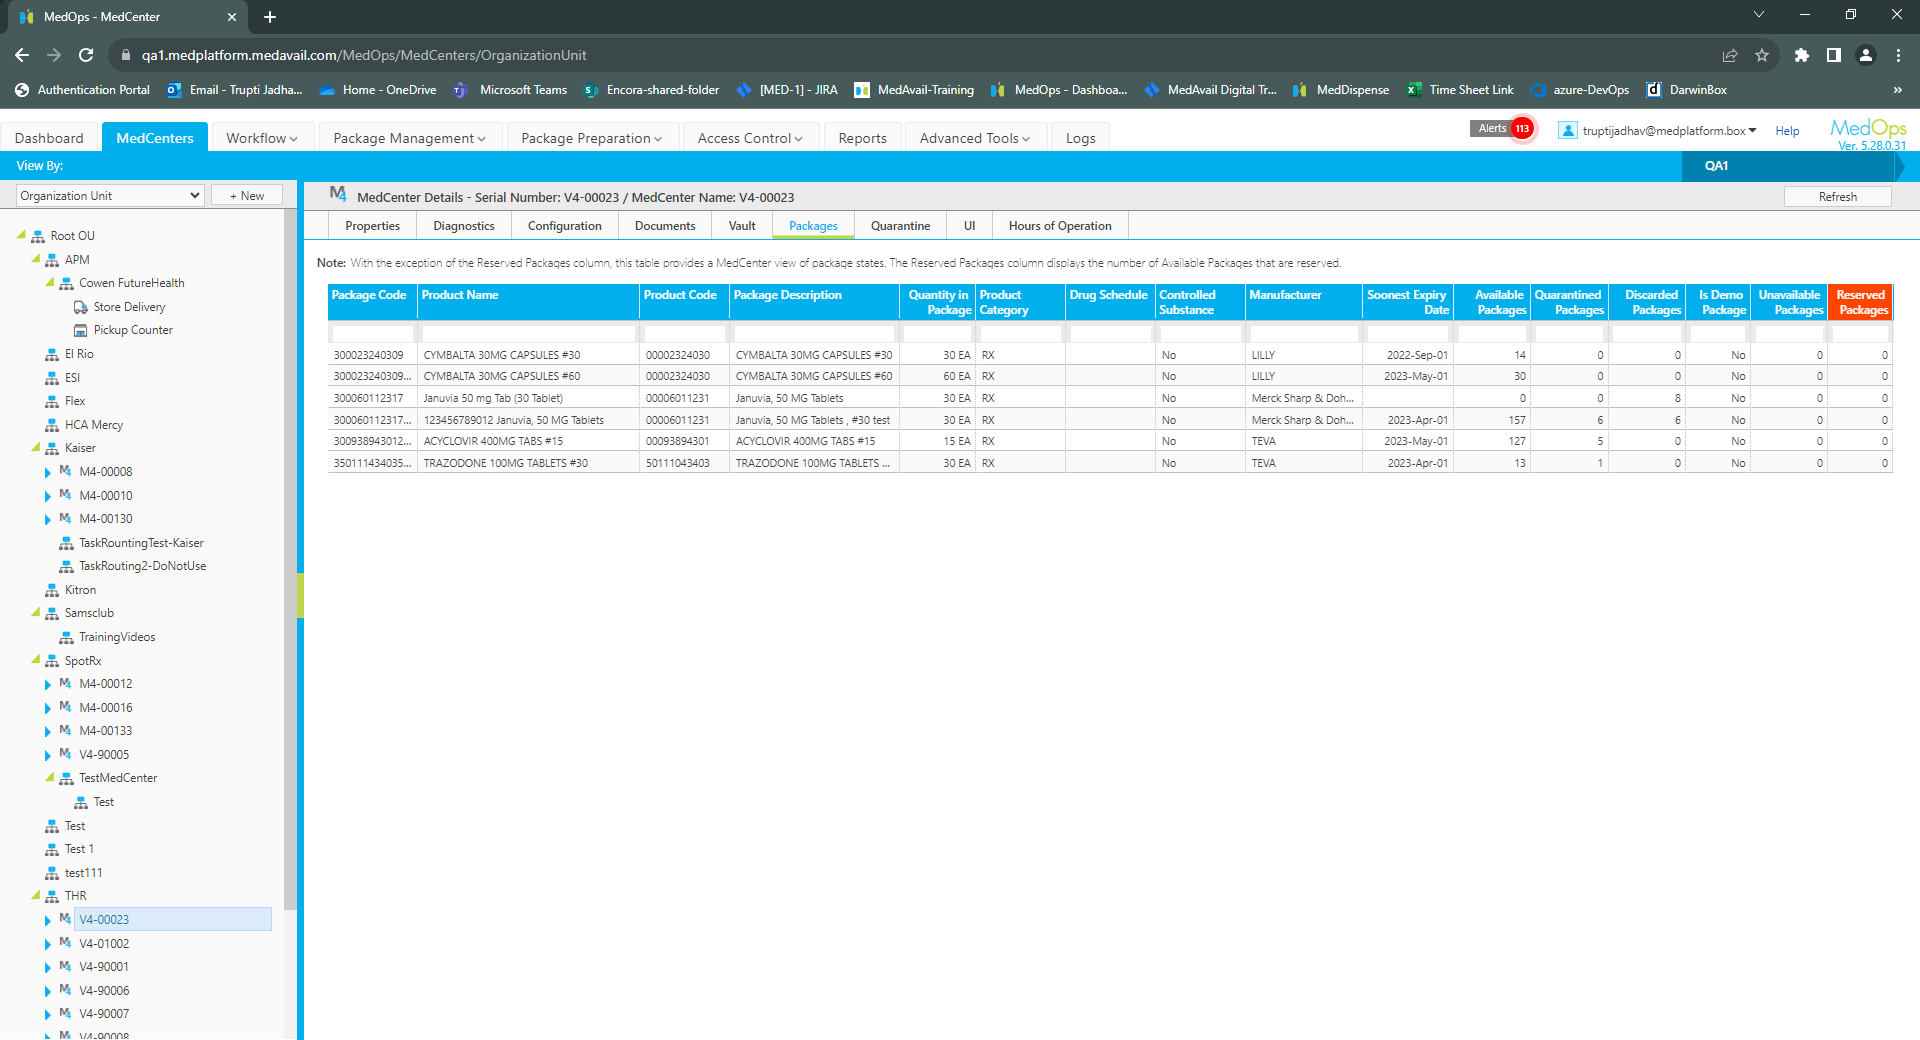 MedOps - MedCenter
qa1.medplatform.medavail.com/MedOps/MedCenters/OrganizationUnit
Authentication Portal Email - Trupti Jadha... Home - OneDrive Microsoft Teams Encora-shared-folder [MED-1] - JIRA MedAvail-Training MedOps - Dashboa... MedAvail Digital Tr... MedDispense Time Sheet Link azure-DevOps DarwinBox »
Dashboard MedCenters Workflow Package Management Package Preparation Access Control Reports Advanced Tools Logs Alerts 113 truptijadhav@medplatform.box Help MedOps
Ver. 5.28.0.31
View By: QA1
Organization Unit + New
MedCenter Details - Serial Number: V4-00023 / MedCenter Name: V4-00023 Refresh
Properties Diagnostics Configuration Documents Vault Packages Quarantine UI Hours of Operation
Note: With the exception of the Reserved Packages column, this table provides a MedCenter view of package states. The Reserved Packages column displays the number of Available Packages that are reserved.
Package Code Product Name Product Code Package Description Quantity in Package Product Category Drug Schedule Controlled Substance Manufacturer Soonest Expiry Date Available Packages Quarantined Packages Discarded Packages Is Demo Package Unavailable Packages Reserved Packages
300023240309 CYMBALTA 30MG CAPSULES #30 00002324030 CYMBALTA 30MG CAPSULES #30 30 EA RX No LILLY 2022-Sep-01 14 0 0 No 0 0
300023240309... CYMBALTA 30MG CAPSULES #60 00002324030 CYMBALTA 30MG CAPSULES #60 60 EA RX No LILLY 2023-May-01 30 0 0 No 0 0
300060112317 Januvia 50 mg Tab (30 Tablet) 00006011231 Januvia, 50 MG Tablets 30 EA RX No Merck Sharp & Doh... 0 0 8 No 0 0
300060112317... 123456789012 Januvia, 50 MG Tablets 00006011231 Januvia, 50 MG Tablets , #30 test 30 EA RX No Merck Sharp & Doh... 2023-Apr-01 157 6 6 No 0 0
300938943012... ACYCLOVIR 400MG TABS #15 00093894301 ACYCLOVIR 400MG TABS #15 15 EA RX No TEVA 2023-May-01 127 5 0 No 0 0
350111434035... TRAZODONE 100MG TABLETS #30 50111043403 TRAZODONE 100MG TABLETS ... 30 EA RX No TEVA 2023-Apr-01 13 1 0 No 0 0
Root OU
APM
Cowen FutureHealth
Store Delivery
Pickup Counter
El Rio
ESI
Flex
HCA Mercy
Kaiser
M4-00008
M4-00010
M4-00130
TaskRountingTest-Kaiser
TaskRouting2-DoNotUse
Kitron
Samsclub
TrainingVideos
SpotRx
M4-00012
M4-00016
M4-00133
V4-90005
TestMedCenter
Test
Test
Test 1
test111
THR
V4-00023
V4-01002
V4-90001
V4-90006
V4-90007
V4-90008